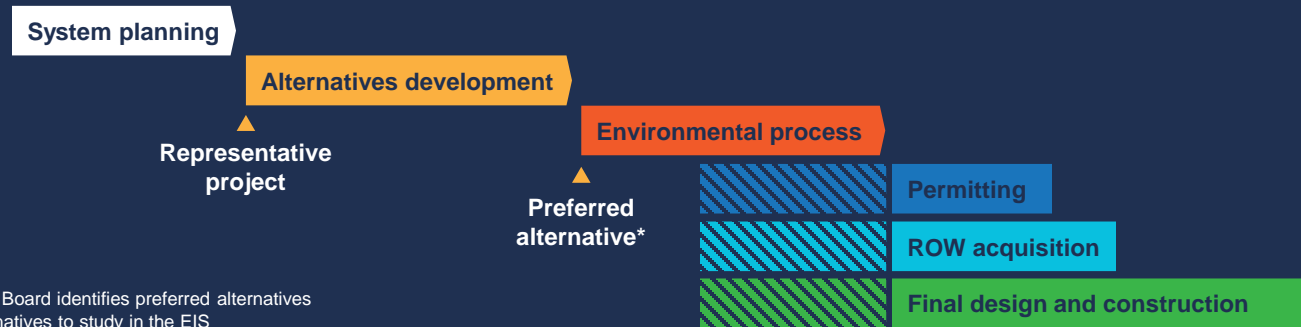 System planning
Alternatives development
Representative
project
Environmental process
Preferred
alternative*
Permitting
ROW acquisition
Board identifies preferred alternatives
to study in the EIS
Final design and construction